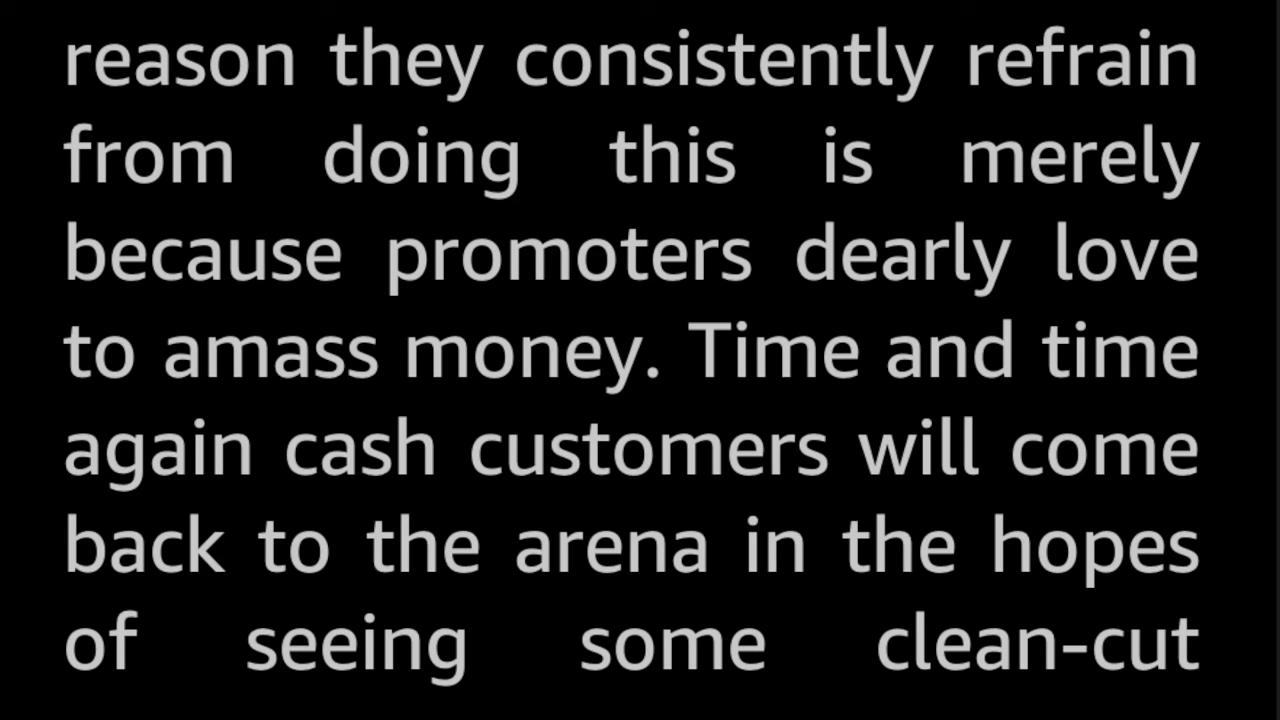 reason they consistently refrain
from doing this is merely
because promoters dearly love
to amass money. Time and time
again cash customers will come
back to the arena in the hopes
of seeing some clean-cut